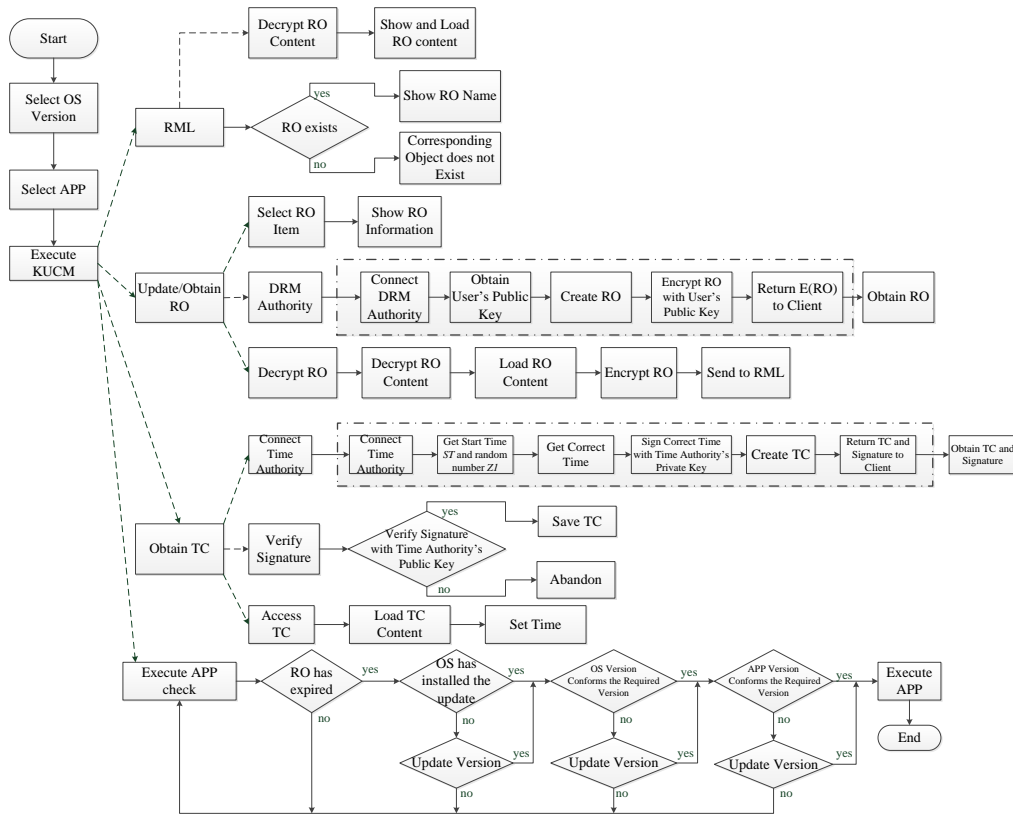 Start
Select OS
Version
Select APP
Execute
KUCM
Decrypt RO
Content
Show and Load
RO content
RML
RO exists
yes
Show RO Name
no
Corresponding
Object does not
Exist
Update/Obtain
RO
Select RO
Item
Show RO
Information
DRM
Authority
Connect
DRM
Authority
Obtain
User's Public
Key
Create RO
Encrypt RO
with User's
Public Key
Return E(RO)
to Client
Obtain RO
Decrypt RO
Decrypt RO
Content
Load RO
Content
Encrypt RO
Send to RML
Obtain TC
Connect
Time
Authority
Connect
Time
Authority
Get Start Time
ST and random
number Z1
Get Correct
Time
Sign Correct Time
with Time Authority's
Private Key
Create TC
Return TC and
Signature to
Client
Obtain TC and
Signature
Verify
Signature
Verify Signature
with Time Authority's
Public Key
yes
Save TC
no
Abandon
Access
TC
Load TC
Content
Set Time
Execute APP
check
RO has
expired
yes
no
OS has
installed the
update
yes
no
Update Version
yes
no
OS Version
Conforms the Required
Version
yes
no
Update Version
yes
no
APP Version
Conforms the Required
Version
yes
no
Update Version
yes
no
Execute
APP
End